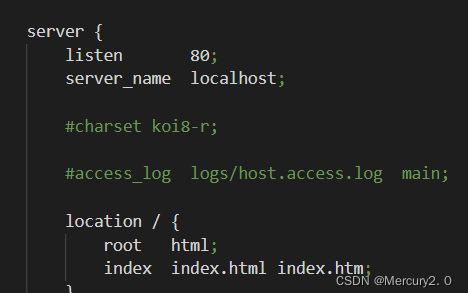 server {
    listen       80;
    server_name  localhost;
    #charset koi8-r;
    #access_log  logs/host.access.log  main;
    location / {
        root   html;
        index  index.html index.htm;
    }
CSDN @Mercury2. 0